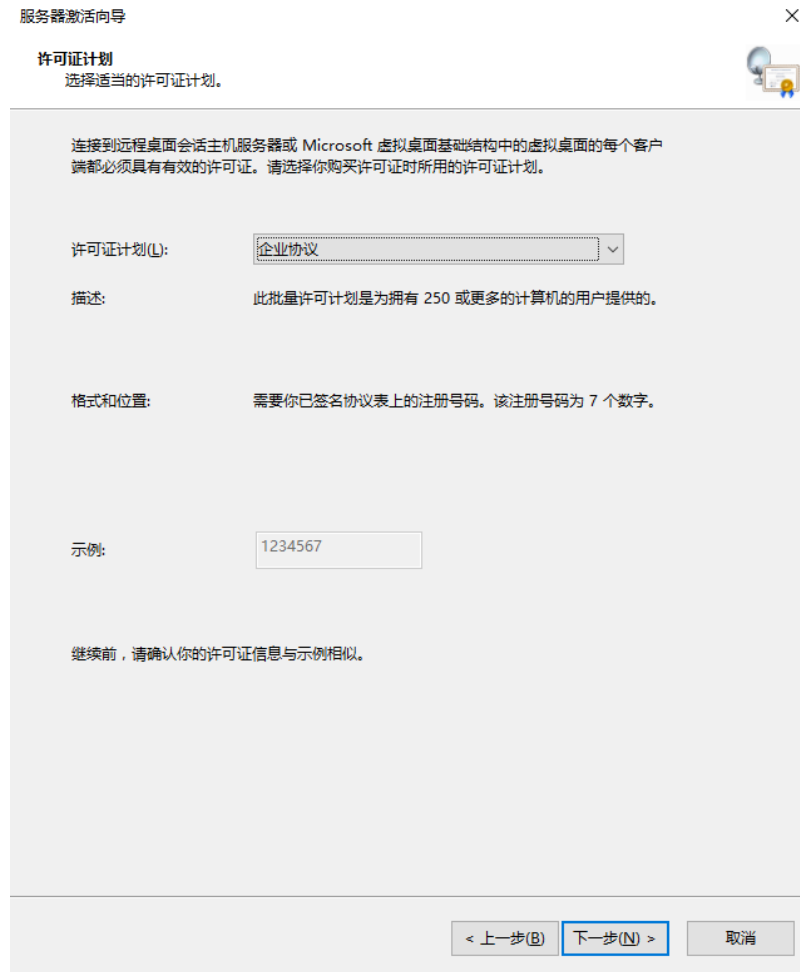 服务器激活向导
许可证计划
选择适当的许可证计划。
连接到远程桌面会话主机服务器或 Microsoft 虚拟桌面基础结构中的虚拟桌面的每个客户
端都必须具有有效的许可证。请选择你购买许可证时所用的许可证计划。
许可证计划(L): 企业协议
描述: 此批量许可计划是为拥有 250 或更多的计算机的用户提供的。
格式和位置: 需要你已签名协议表上的注册号码。该注册号码为 7 个数字。
示例: 1234567
继续前，请确认你的许可证信息与示例相似。
< 上一步(B) 下一步(N) > 取消